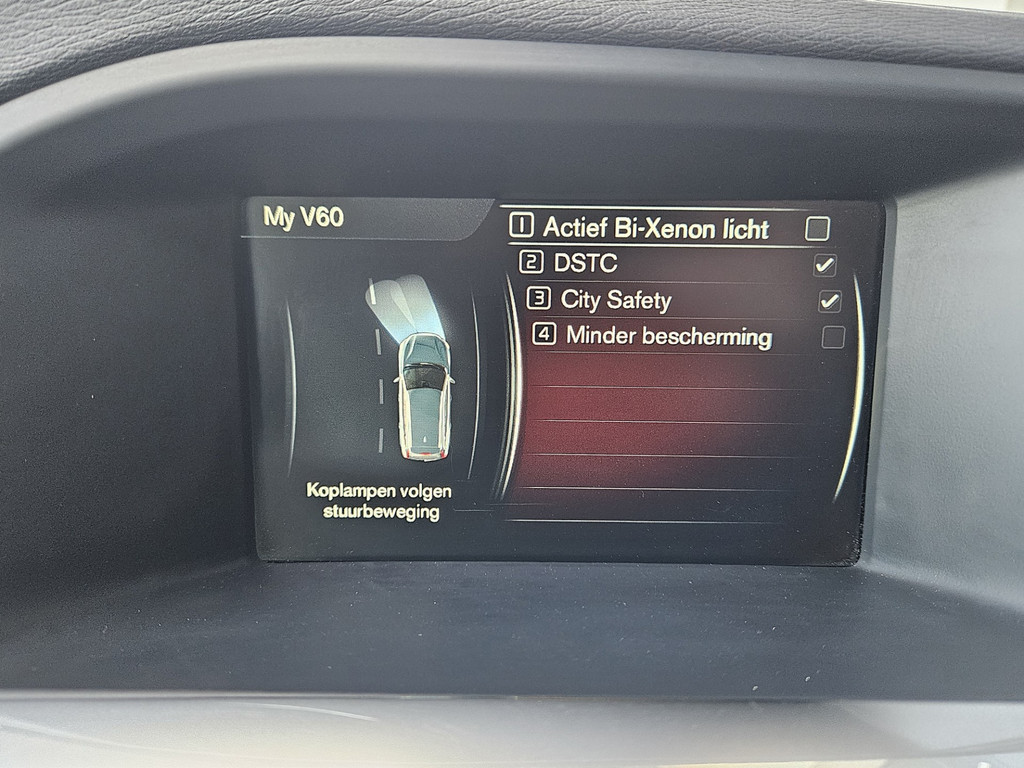 My V60
1 Actief Bi-Xenon licht
2 DSTC
3 City Safety
4 Minder bescherming
Koplampen volgen
stuurbeweging